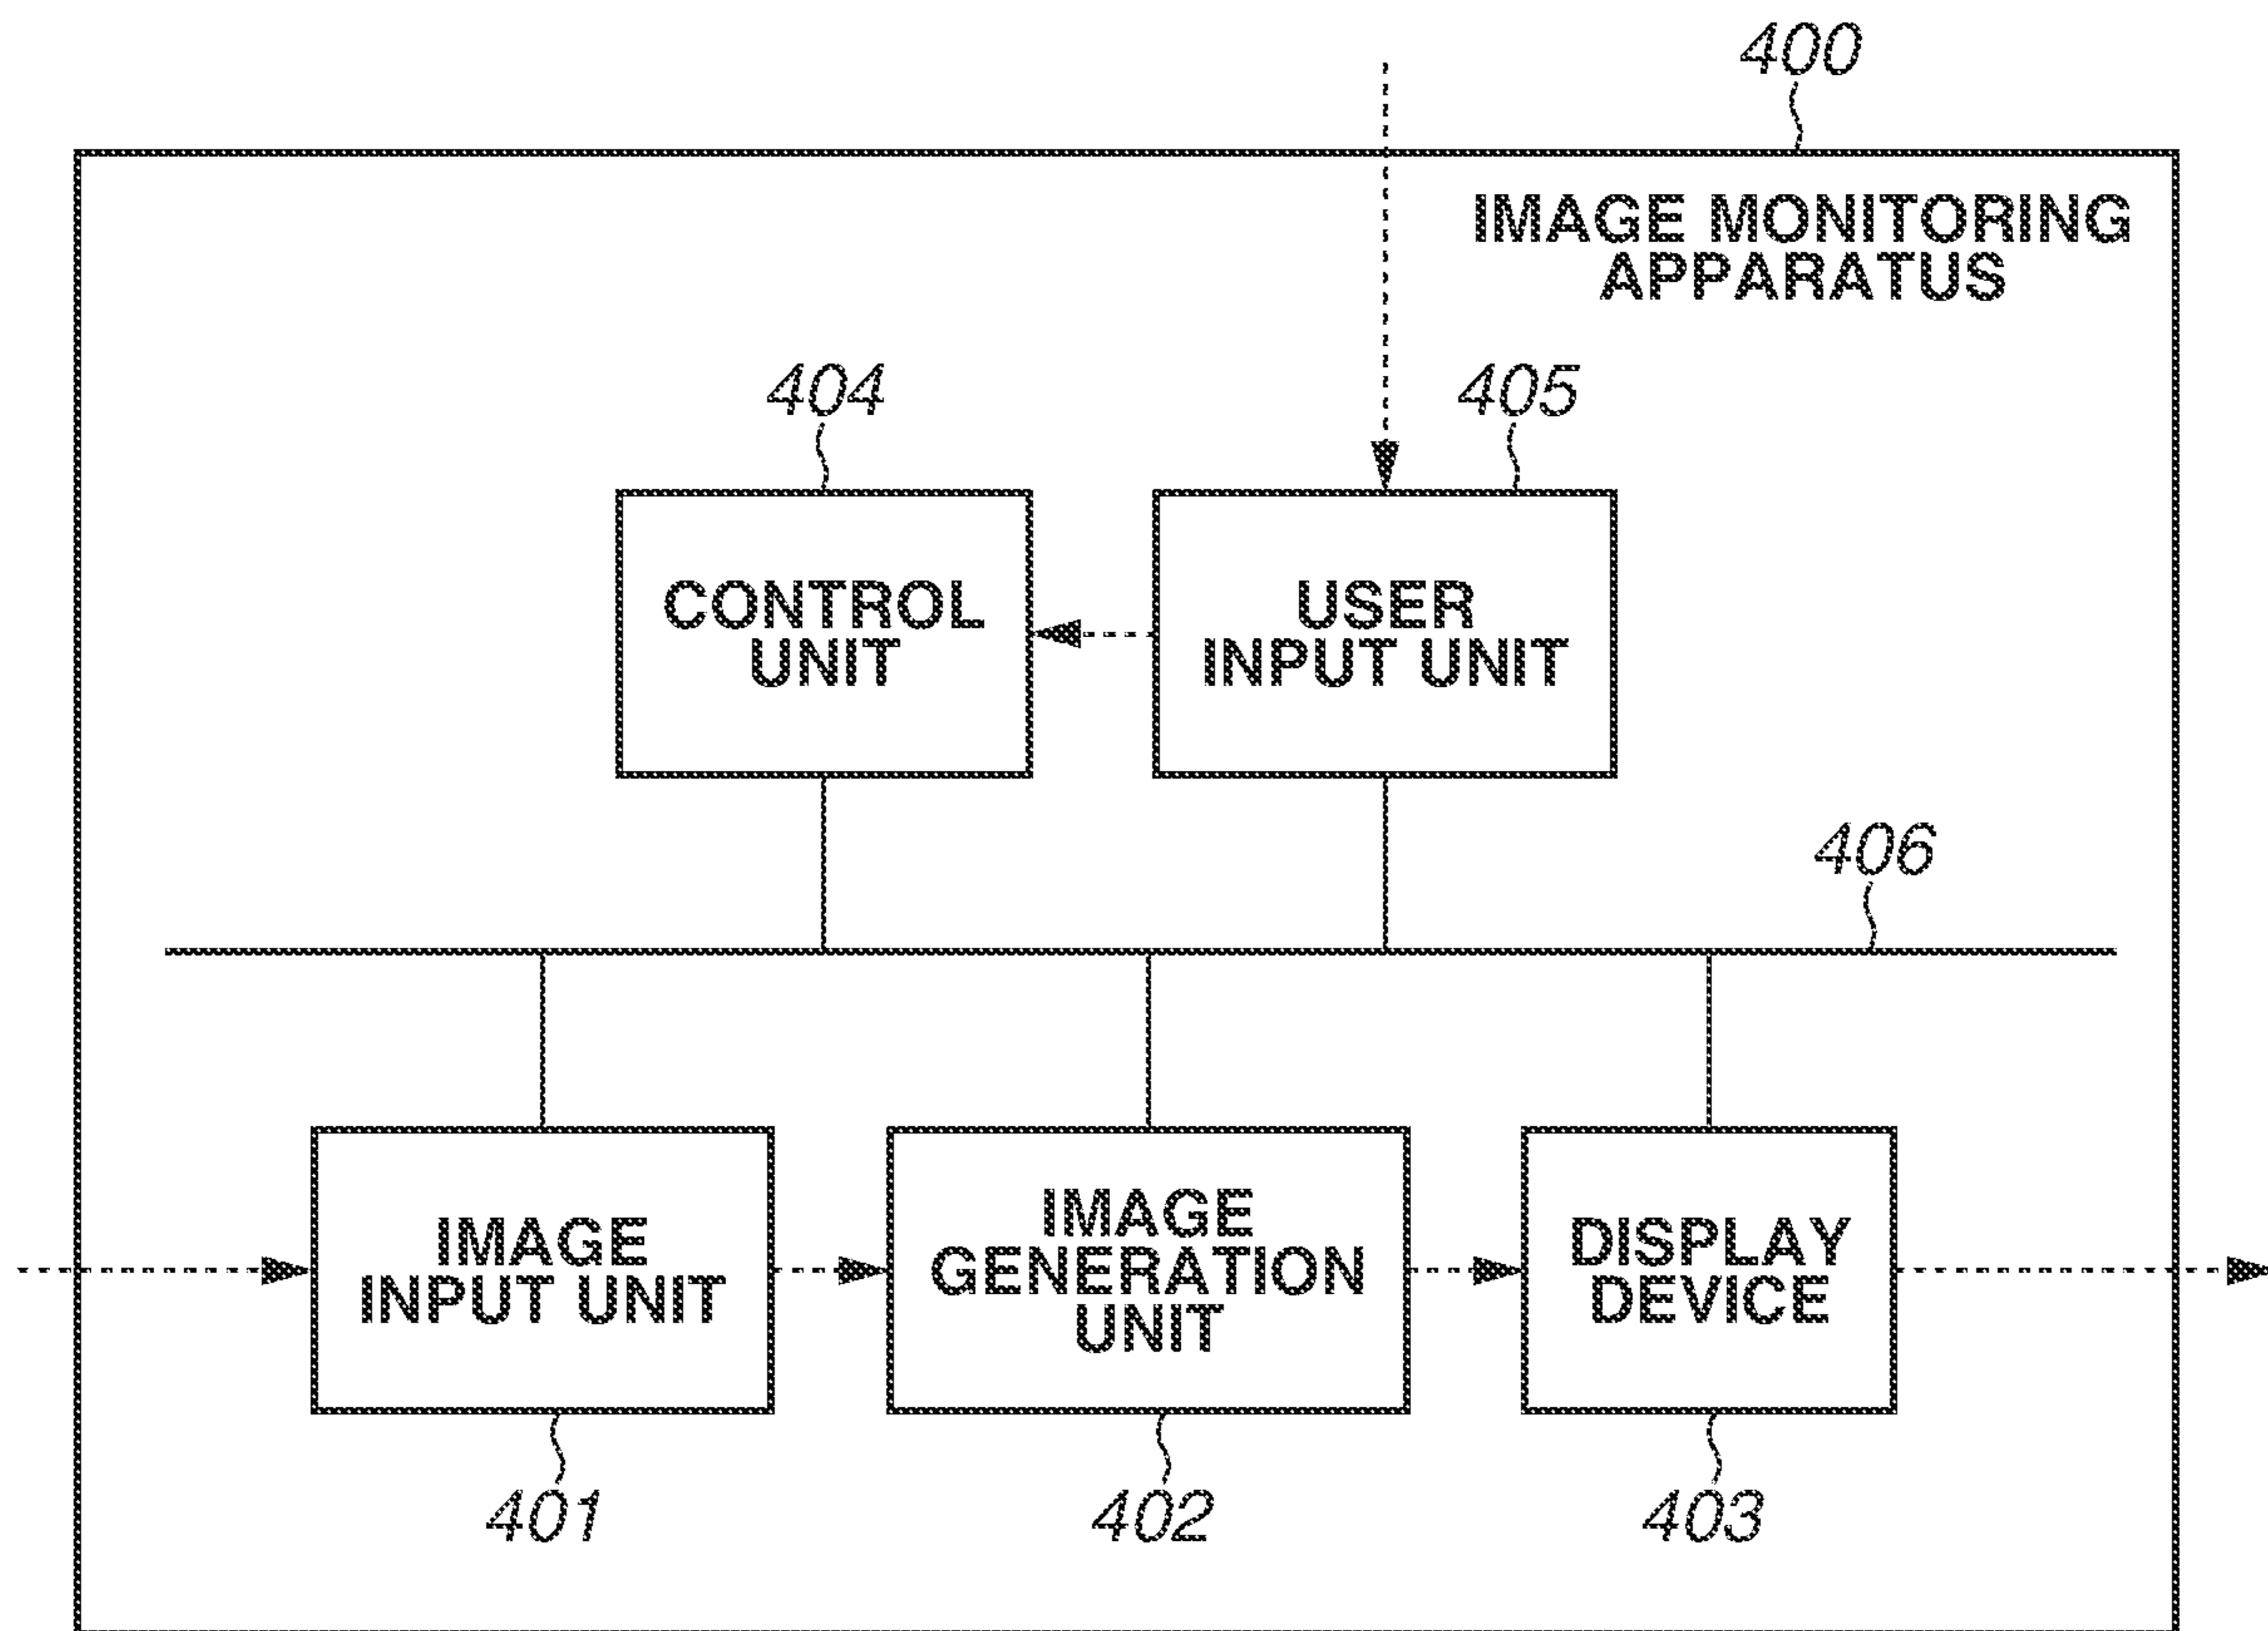 400
IMAGE MONITORING
APPARATUS
404
405
CONTROL
UNIT
USER
INPUT UNIT
406
IMAGE
INPUT UNIT
IMAGE
GENERATION
UNIT
DISPLAY
DEVICE
401
402
403